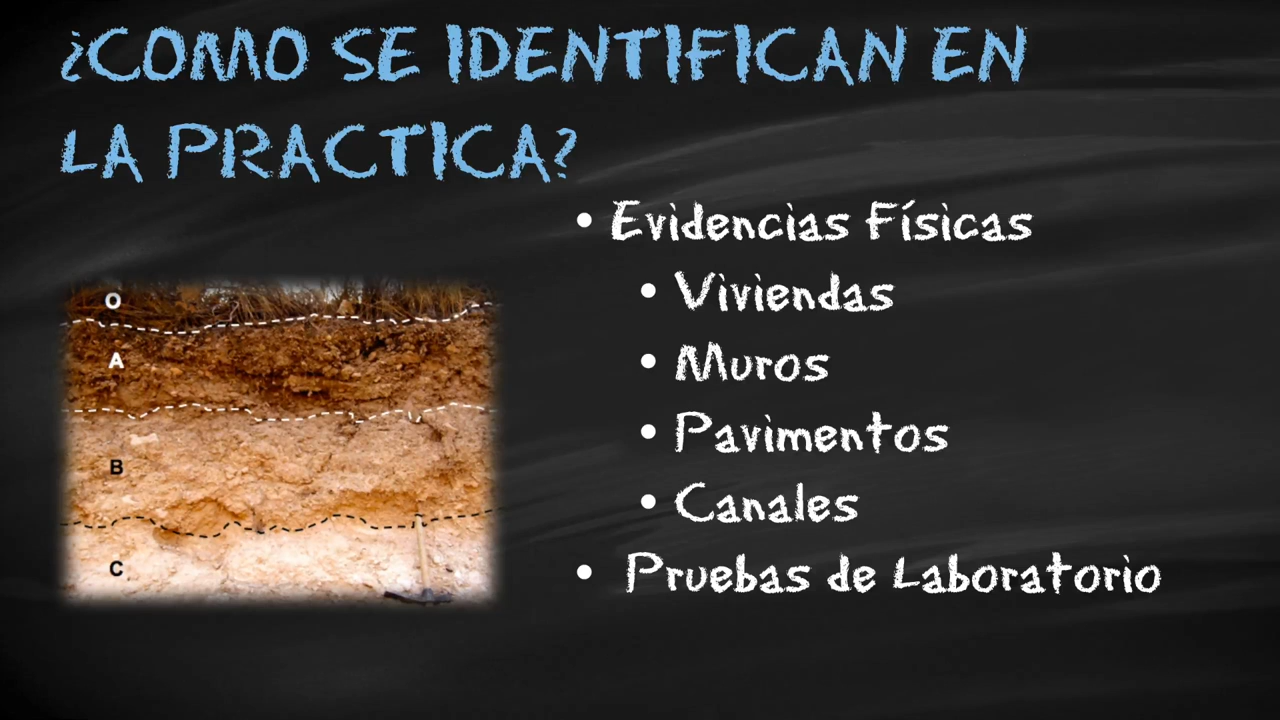 ¿COMO SE IDENTIFICAN EN
LA PRACTICA?
• Evidencias Físicas
• Viviendas
• Muros
• Pavimentos
• Canales
• Pruebas de Laboratorio
O
A
B
C